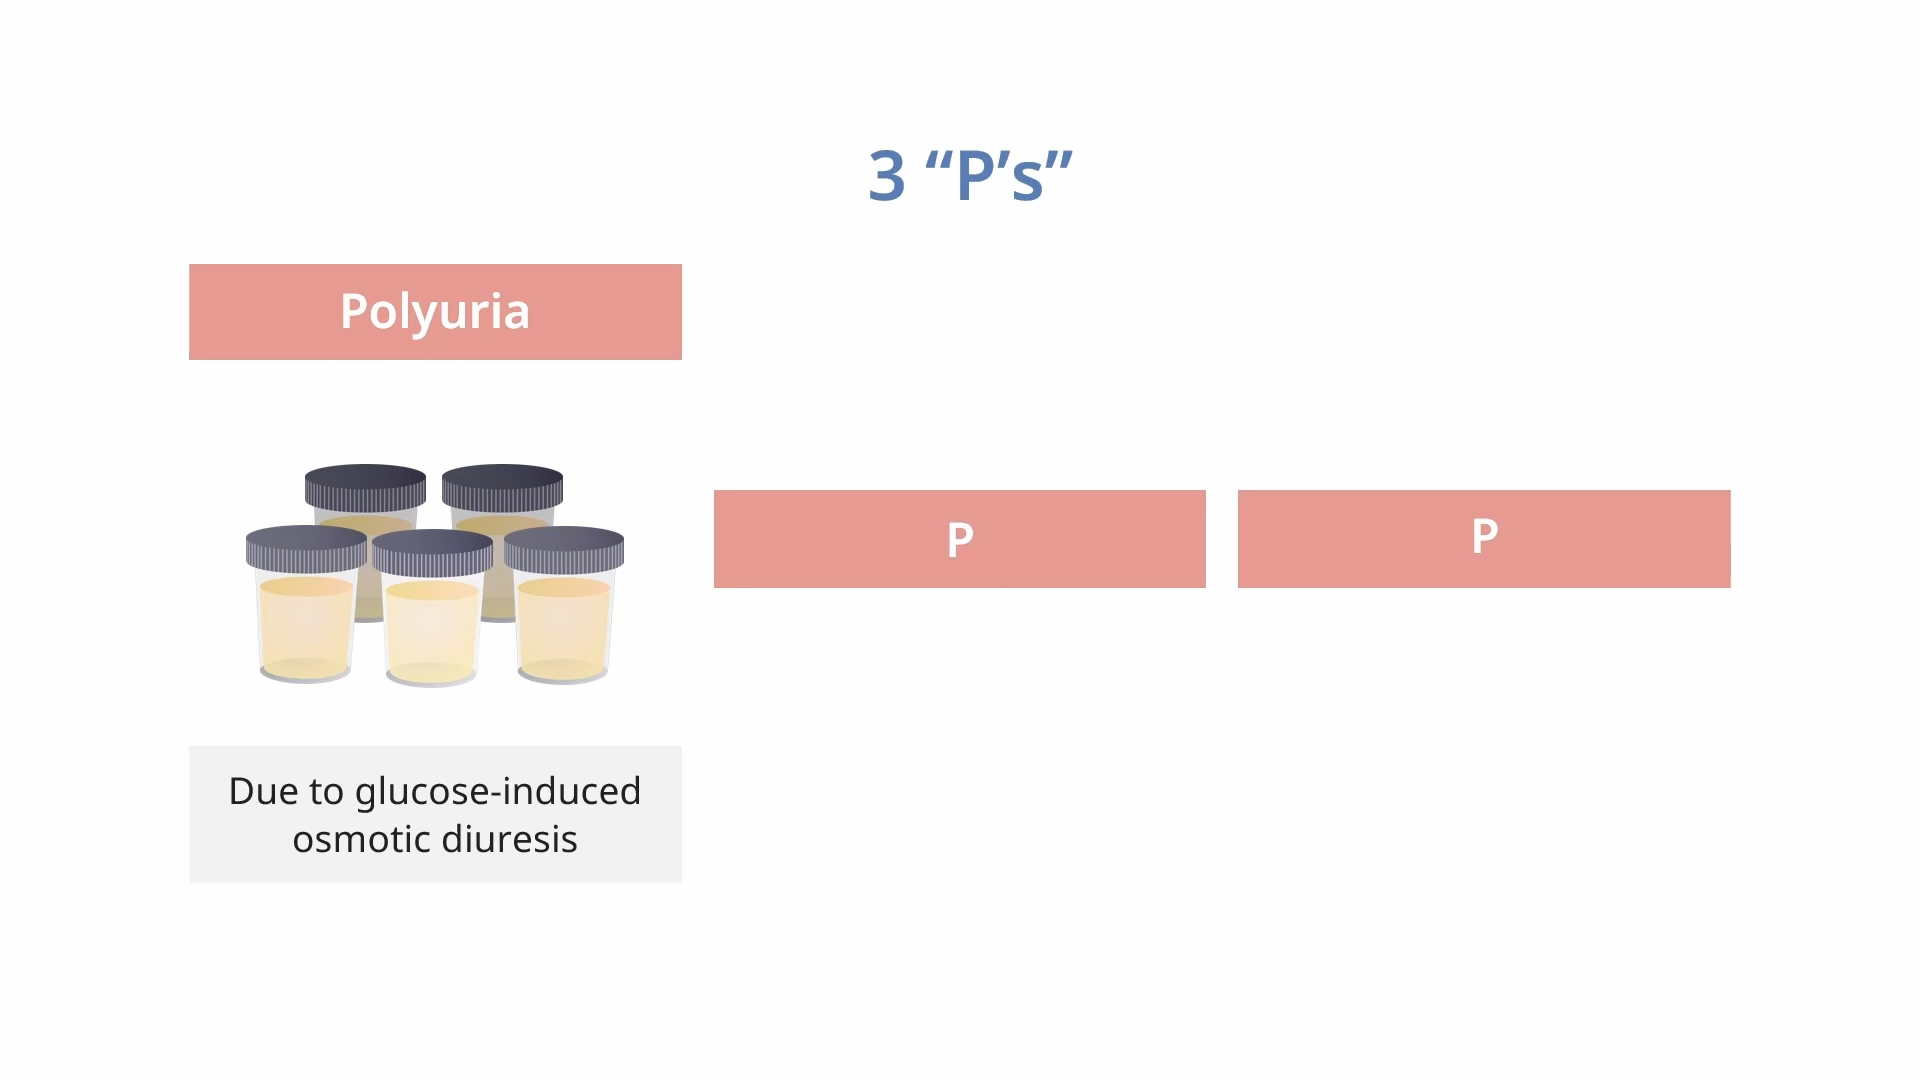 3 “P’s”
Polyuria
P
P
Due to glucose-induced
osmotic diuresis